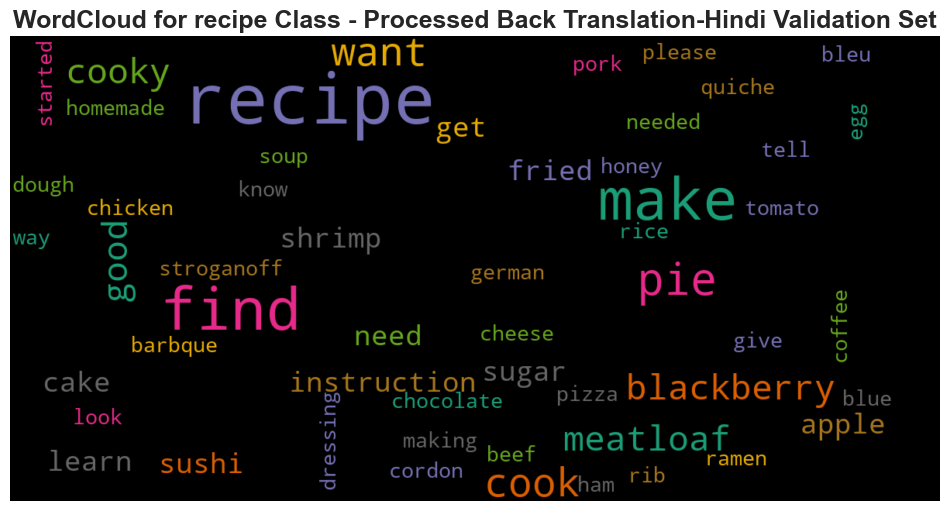 WordCloud for recipe Class - Processed Back Translation-Hindi Validation Set
started
cooky
want
pork
please
bleu
homemade
recipe
get
quiche
needed
egg
soup
fried
honey
tell
dough
know
chicken
make
tomato
way
good
shrimp
rice
stroganoff
german
pie
find
barbque
need
cheese
give
coffee
cake
instruction
sugar
chocolate
pizza
blackberry
blue
look
dressing
making
meatloaf
apple
learn
sushi
cordon
beef
cook
ham
rib
ramen